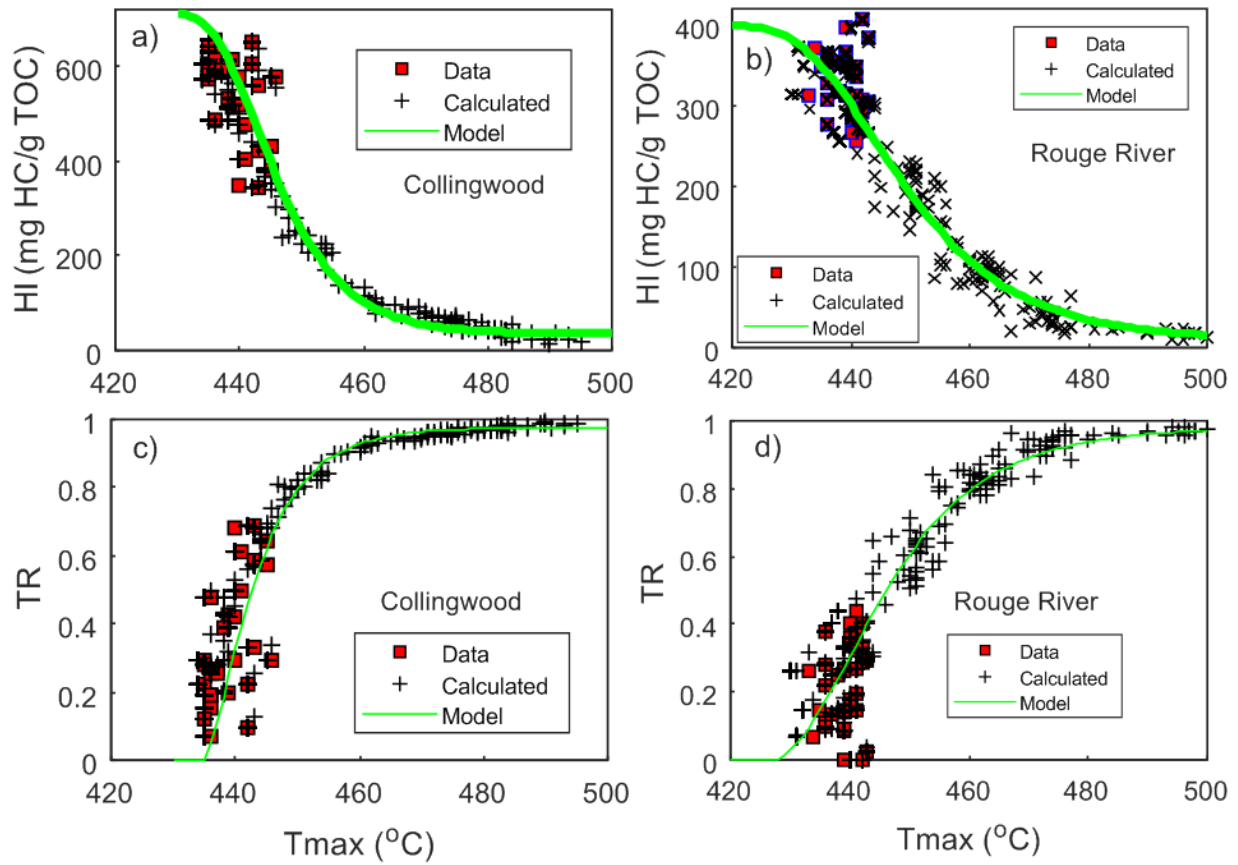 a)
600
400
200
0
HI (mg HC/g TOC)
Data
Calculated
Model
Collingwood
420 440 460 480 500
b)
400
300
200
100
0
HI (mg HC/g TOC)
Data
Calculated
Model
Rouge River
Data
Calculated
Model
420 440 460 480 500
c)
1
0.8
0.6
0.4
0.2
0
TR
Collingwood
Data
Calculated
Model
420 440 460 480 500
Tmax (°C)
d)
1
0.8
0.6
0.4
0.2
0
TR
Rouge River
Data
Calculated
Model
420 440 460 480 500
Tmax (°C)